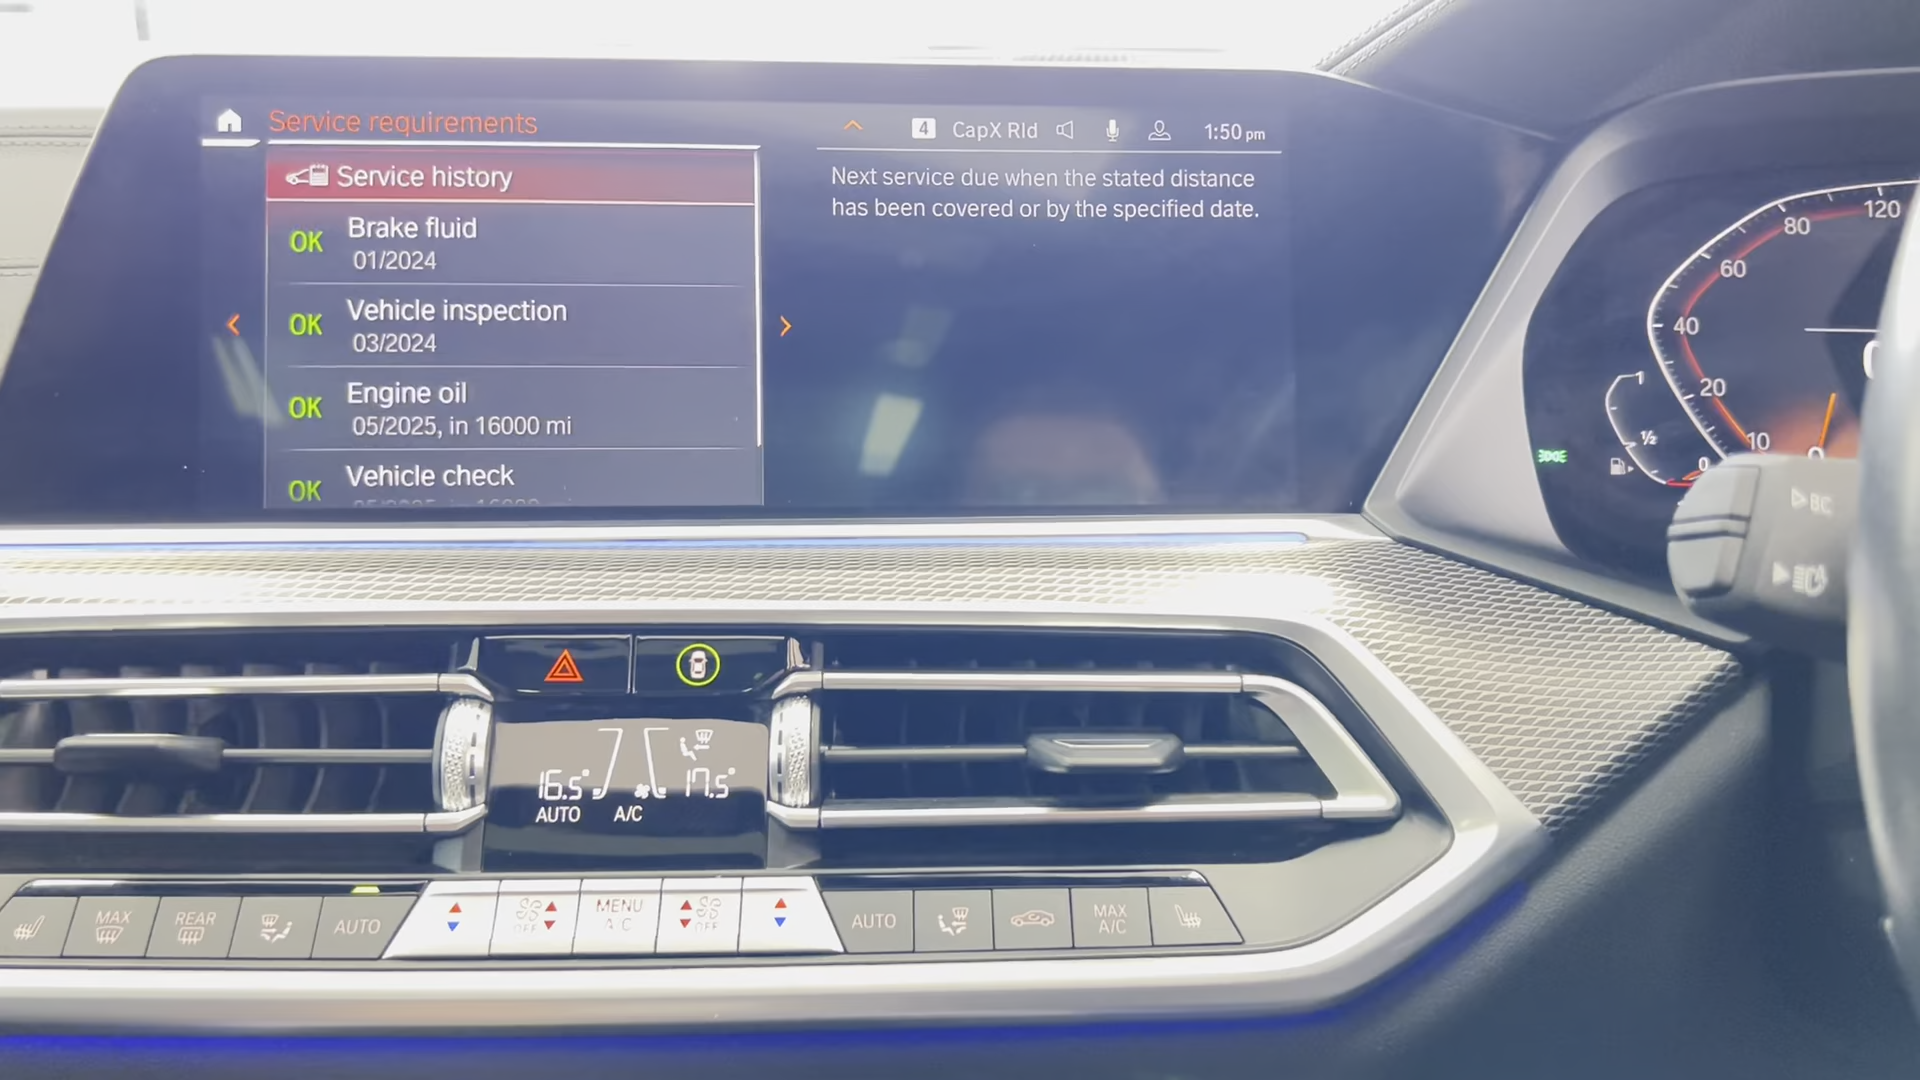 Service requirements
4 CapX Rld 1:50 pm
Service history
Next service due when the stated distance
has been covered or by the specified date.
OK Brake fluid
01/2024
OK Vehicle inspection
03/2024
OK Engine oil
05/2025, in 16000 mi
OK Vehicle check
120
80
60
40
20
10
0
1
1/2
BC
16.5° 17.5°
AUTO A/C
MAX
REAR
AUTO
OFF
MENU
A/C
OFF
AUTO
MAX
A/C